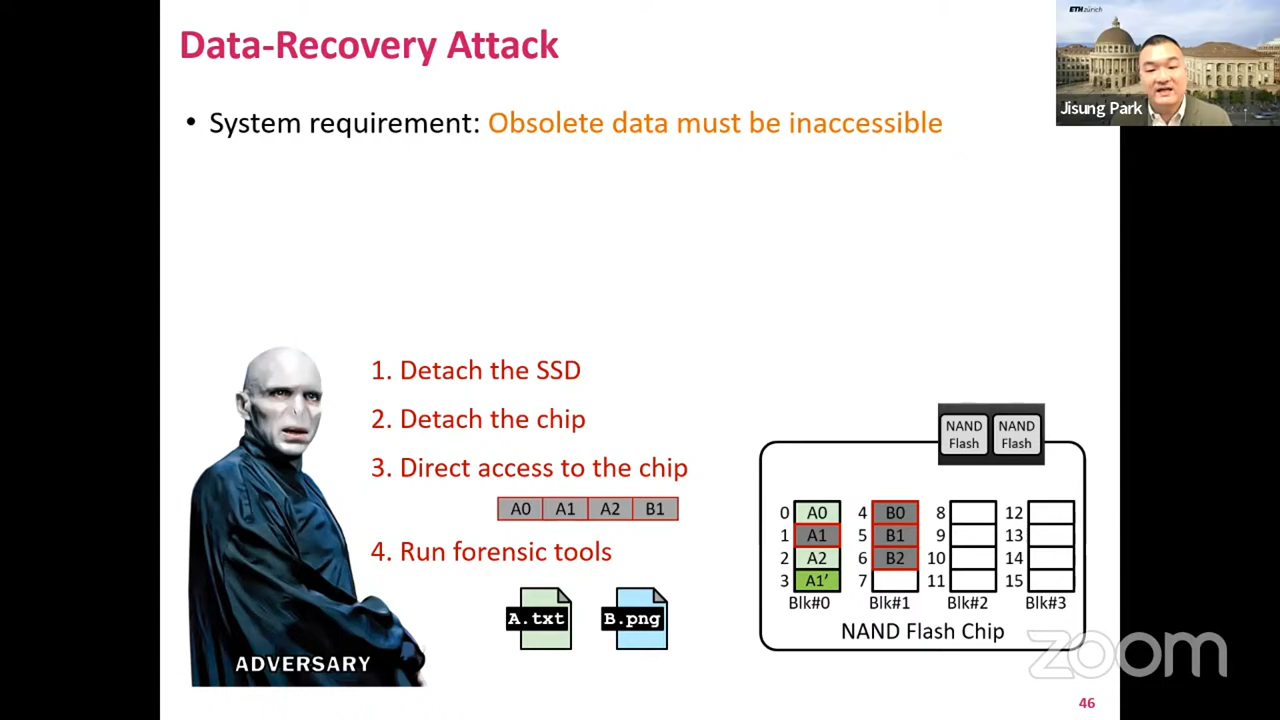 Data-Recovery Attack
ETH zürich
Jisung Park
• System requirement: Obsolete data must be inaccessible
1. Detach the SSD
2. Detach the chip
3. Direct access to the chip
A0 A1 A2 B1
4. Run forensic tools
A.txt B.png
ADVERSARY
NAND Flash NAND Flash
0 A0 4 B0 8 12
1 A1 5 B1 9 13
2 A2 6 B2 10 14
3 A1’ 7 11 15
Blk#0 Blk#1 Blk#2 Blk#3
NAND Flash Chip
zoom
46